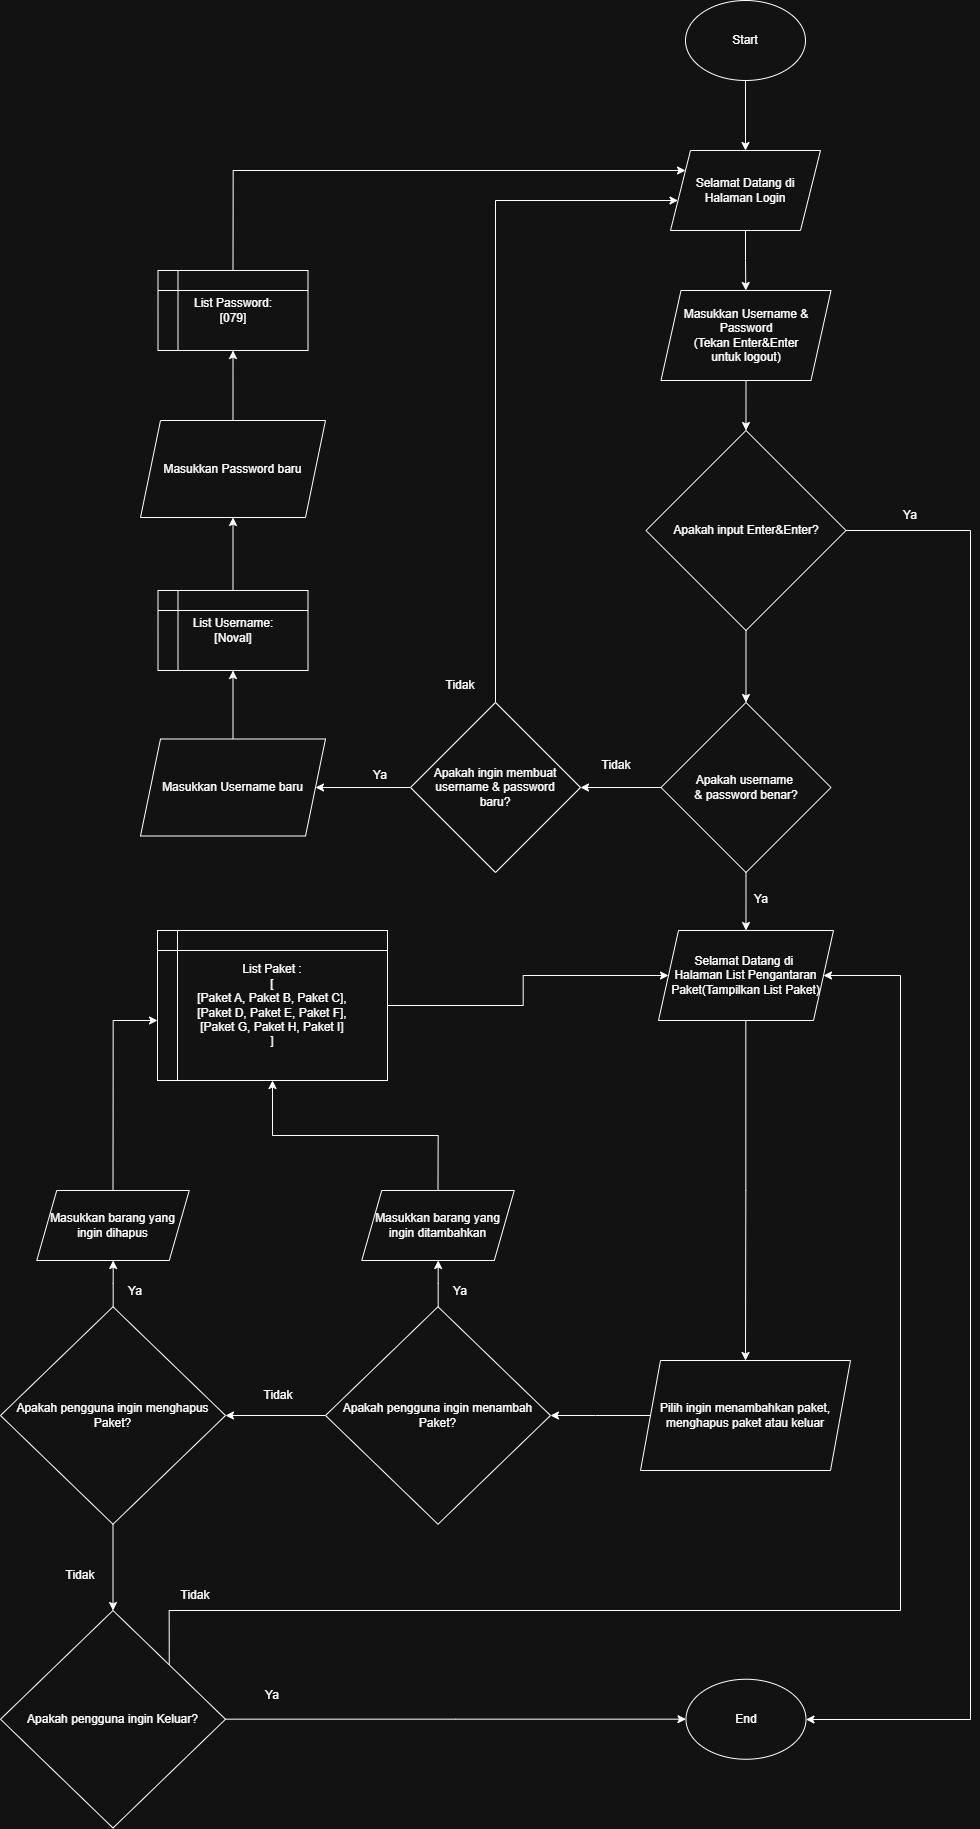 Start
Selamat Datang di
Halaman Login
List Password:
[079]
Masukkan Username &
Password
(Tekan Enter&Enter
untuk logout)
Masukkan Password baru
Ya
Apakah input Enter&Enter?
List Username:
[Noval]
Tidak
Tidak
Ya
Apakah ingin membuat
username & password
baru?
Apakah username
& password benar?
Masukkan Username baru
Ya
List Paket :
[
[Paket A, Paket B, Paket C],
[Paket D, Paket E, Paket F],
[Paket G, Paket H, Paket I]
]
Selamat Datang di
Halaman List Pengantaran
Paket(Tampilkan List Paket)
Masukkan barang yang
ingin dihapus
Masukkan barang yang
ingin ditambahkan
Ya
Ya
Tidak
Apakah pengguna ingin menghapus
Paket?
Apakah pengguna ingin menambah
Paket?
Pilih ingin menambahkan paket,
menghapus paket atau keluar
Tidak
Tidak
Ya
Apakah pengguna ingin Keluar?
End